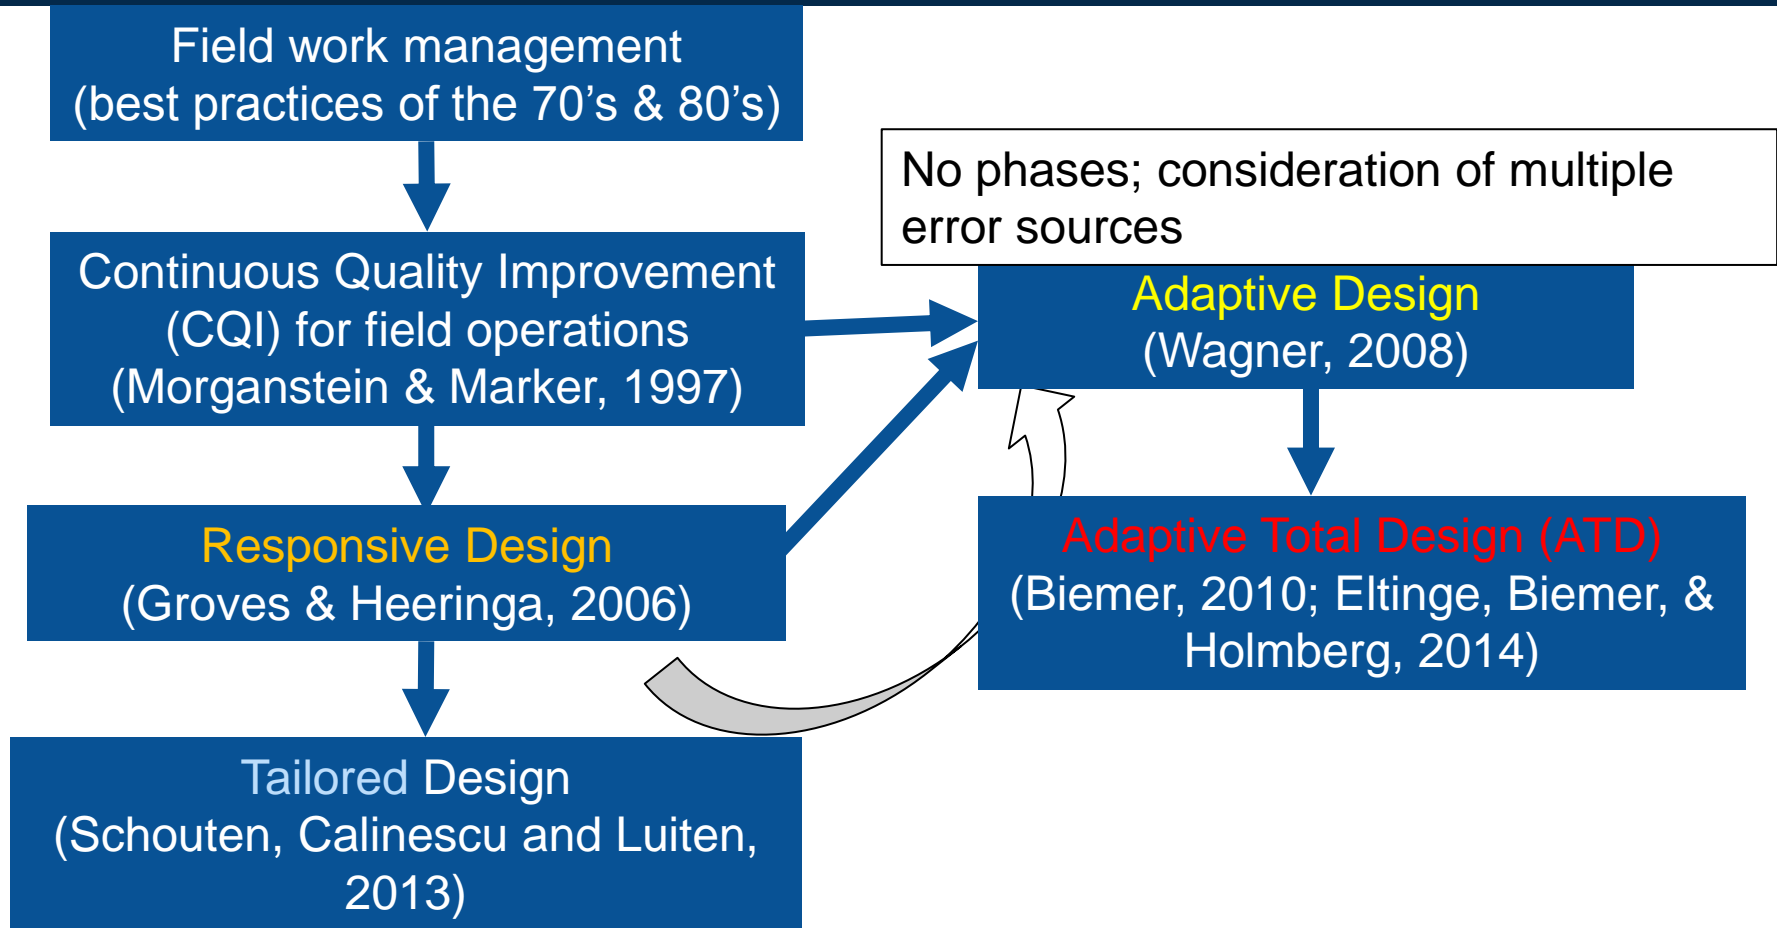 Field work management
(best practices of the 70’s & 80’s)
Continuous Quality Improvement
(CQI) for field operations
(Morganstein & Marker, 1997)
Responsive Design
(Groves & Heeringa, 2006)
Tailored Design
(Schouten, Calinescu and Luiten,
2013)
No phases; consideration of multiple
error sources
Adaptive Design
(Wagner, 2008)
Adaptive Total Design (ATD)
(Biemer, 2010; Eltinge, Biemer, &
Holmberg, 2014)